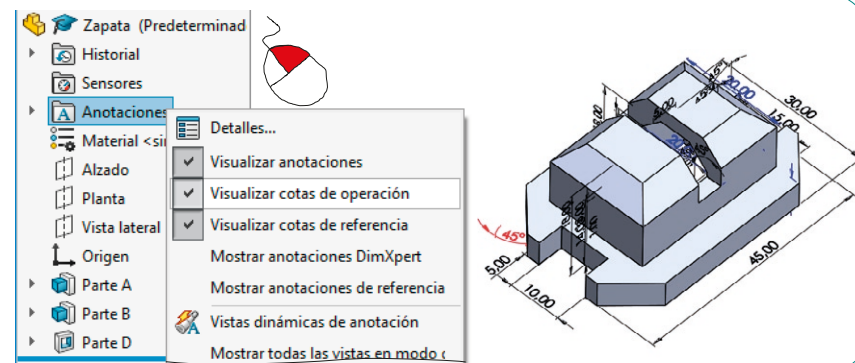 Zapata (Predeterminad
Historial
Sensores
Anotaciones
Material <si
Alzado
Planta
Vista lateral
Origen
Parte A
Parte B
Parte D
Detalles...
Visualizar anotaciones
Visualizar cotas de operación
Visualizar cotas de referencia
Mostrar anotaciones DimXpert
Mostrar anotaciones de referencia
Vistas dinámicas de anotación
Mostrar todas las vistas en modo
20,00
30,00
15,00
45°
5,00
10,00
45,00